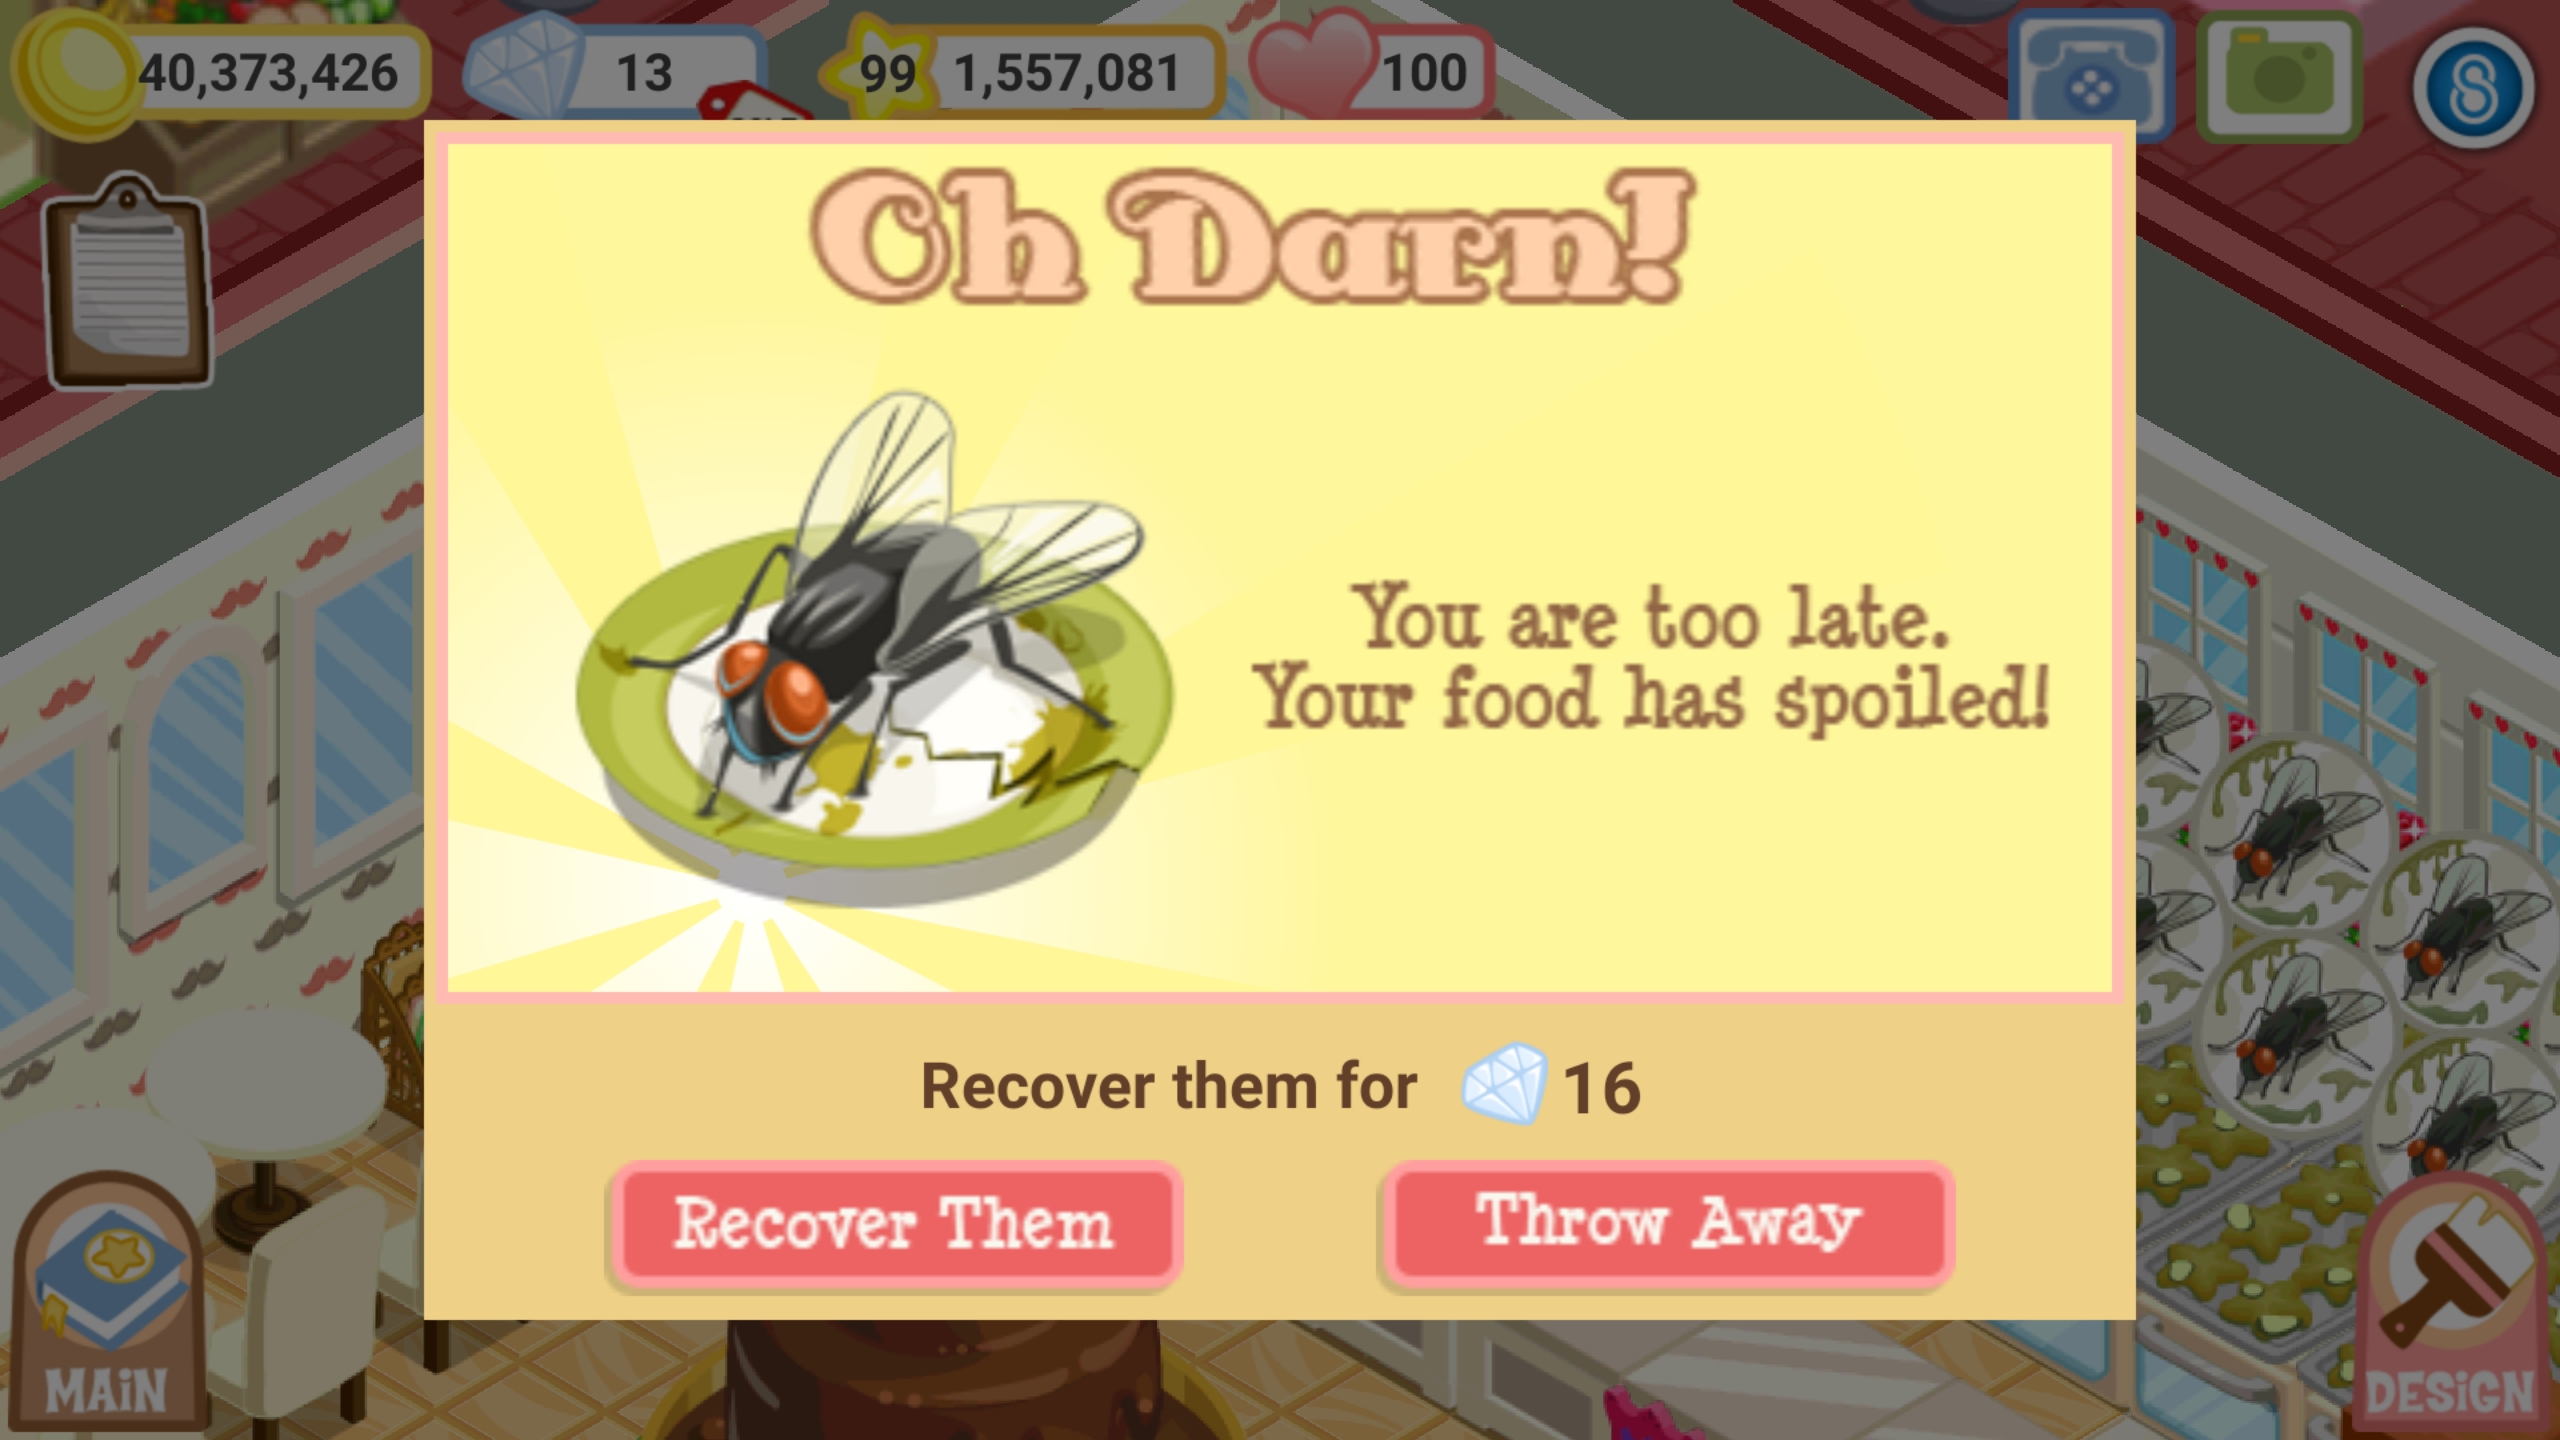 40,373,426
13
99
1,557,081
100
Oh Darn!
You are too late.
Your food has spoiled!
Recover them for 16
Recover Them
Throw Away
MAiN
DESiGN